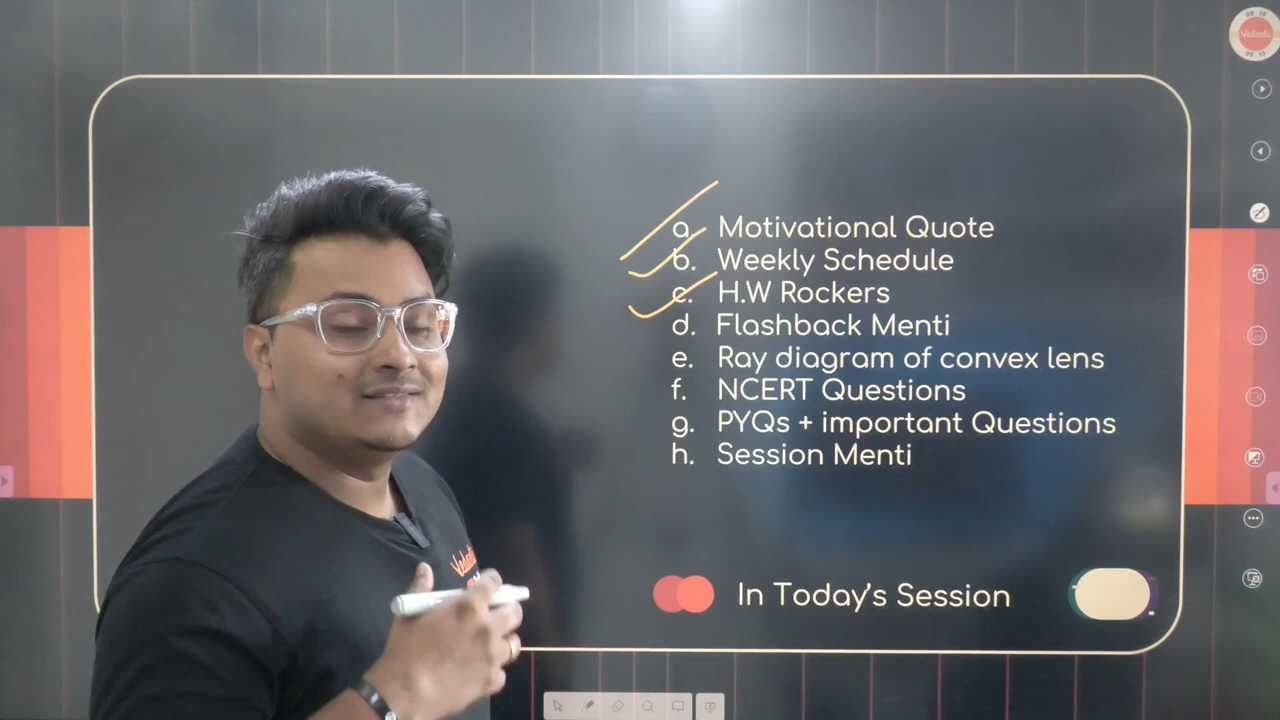 a. Motivational Quote
b. Weekly Schedule
c. H.W Rockers
d. Flashback Menti
e. Ray diagram of convex lens
f. NCERT Questions
g. PYQs + important Questions
h. Session Menti
In Today's Session
Vedantu